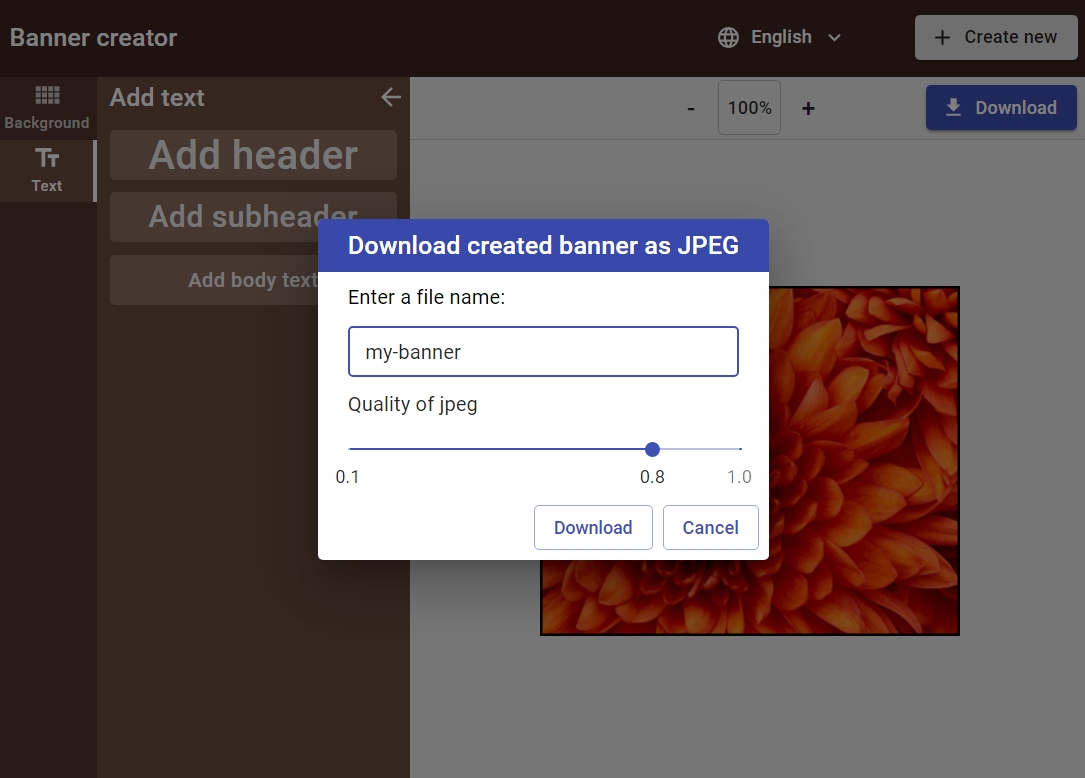 Banner creator
English
+ Create new
Background
Text
Add text
Add header
Add subheader
Add body text
- 100% +
Download
Download created banner as JPEG
Enter a file name:
my-banner
Quality of jpeg
0.1 0.8 1.0
Download Cancel